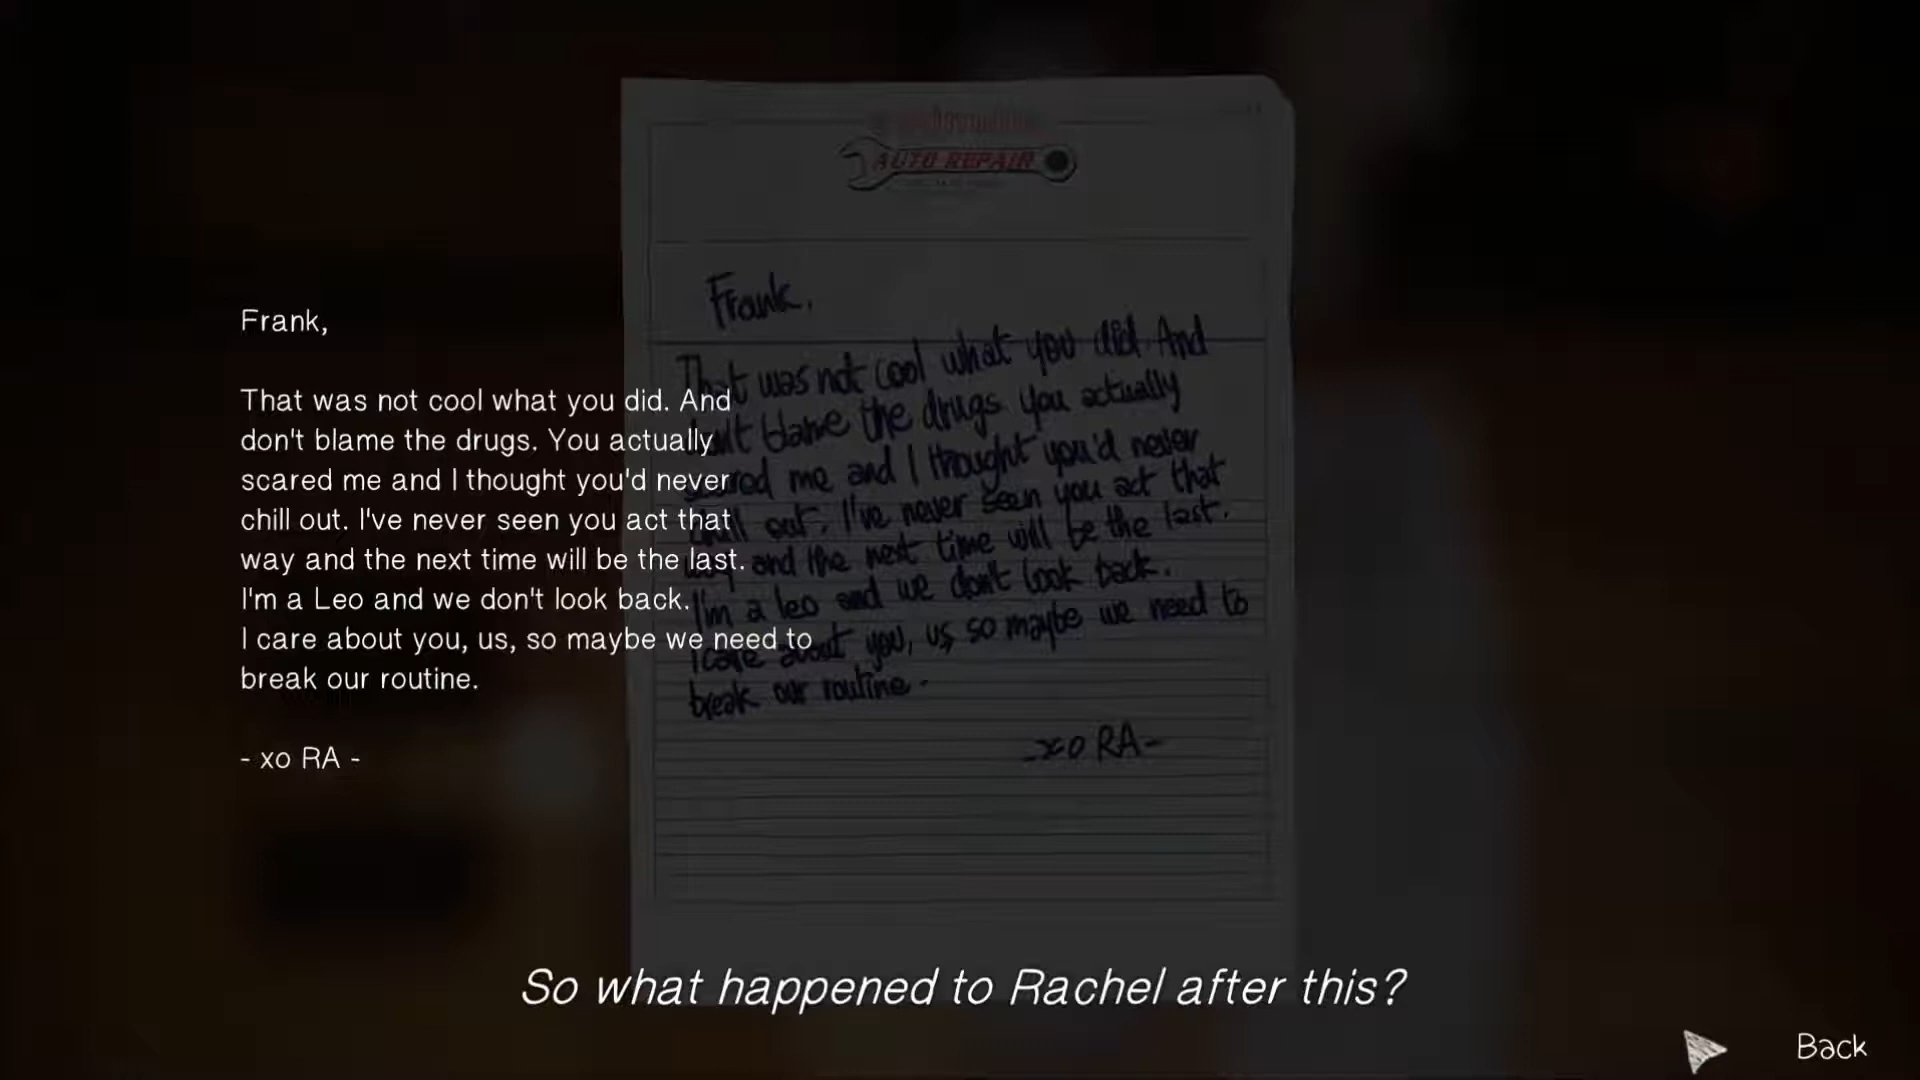 Frank,
That was not cool what you did. And
don't blame the drugs. You actually
scared me and I thought you'd never
chill out. I've never seen you act that
way and the next time will be the last.
I'm a Leo and we don't look back.
I care about you, us, so maybe we need to
break our routine.
- xo RA -
AUTO REPAIR
Frank,
That was not cool what you did. And
don't blame the drugs. You actually
scared me and I thought you'd never
chill out. I've never seen you act that
way and the next time will be the last.
I'm a leo and we don't look back.
I care about you, us, so maybe we need to
break our routine.
- xo RA -
So what happened to Rachel after this?
Back